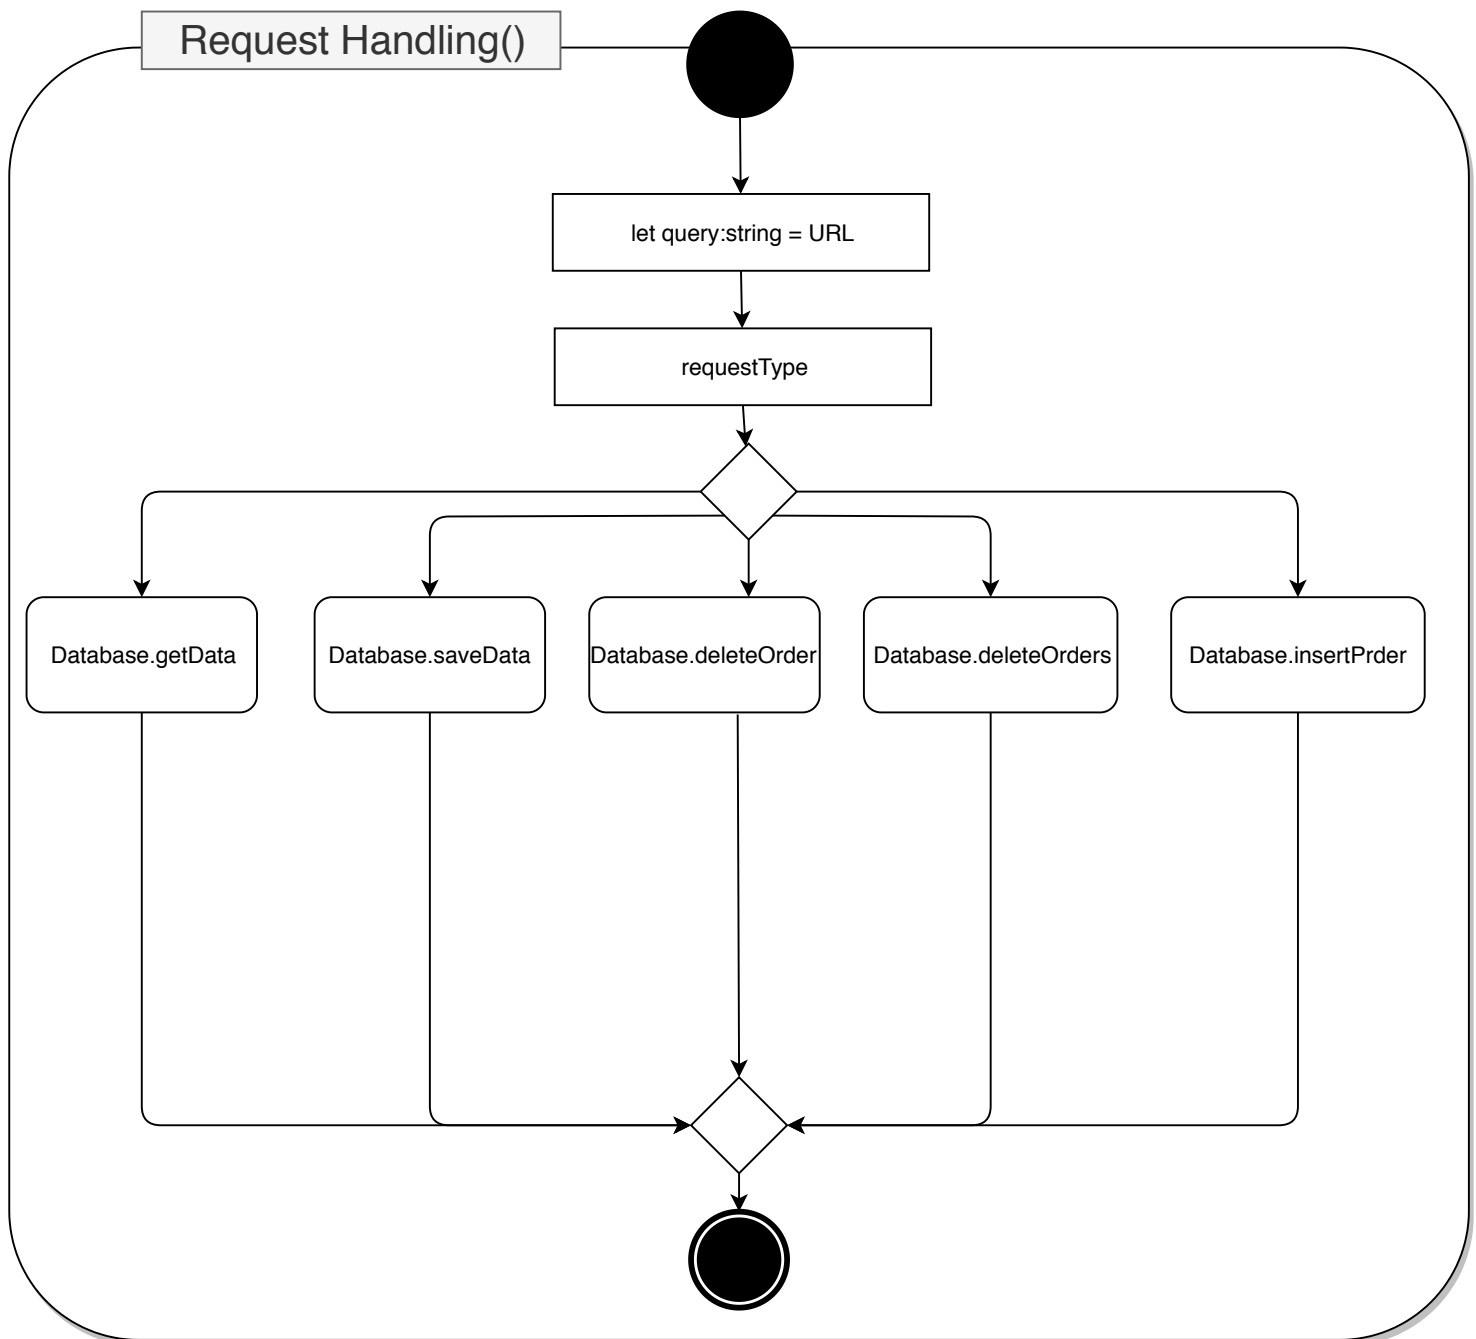 Request Handling()
let query:string = URL
requestType
Database.getData
Database.saveData
Database.deleteOrder
Database.deleteOrders
Database.insertPrder